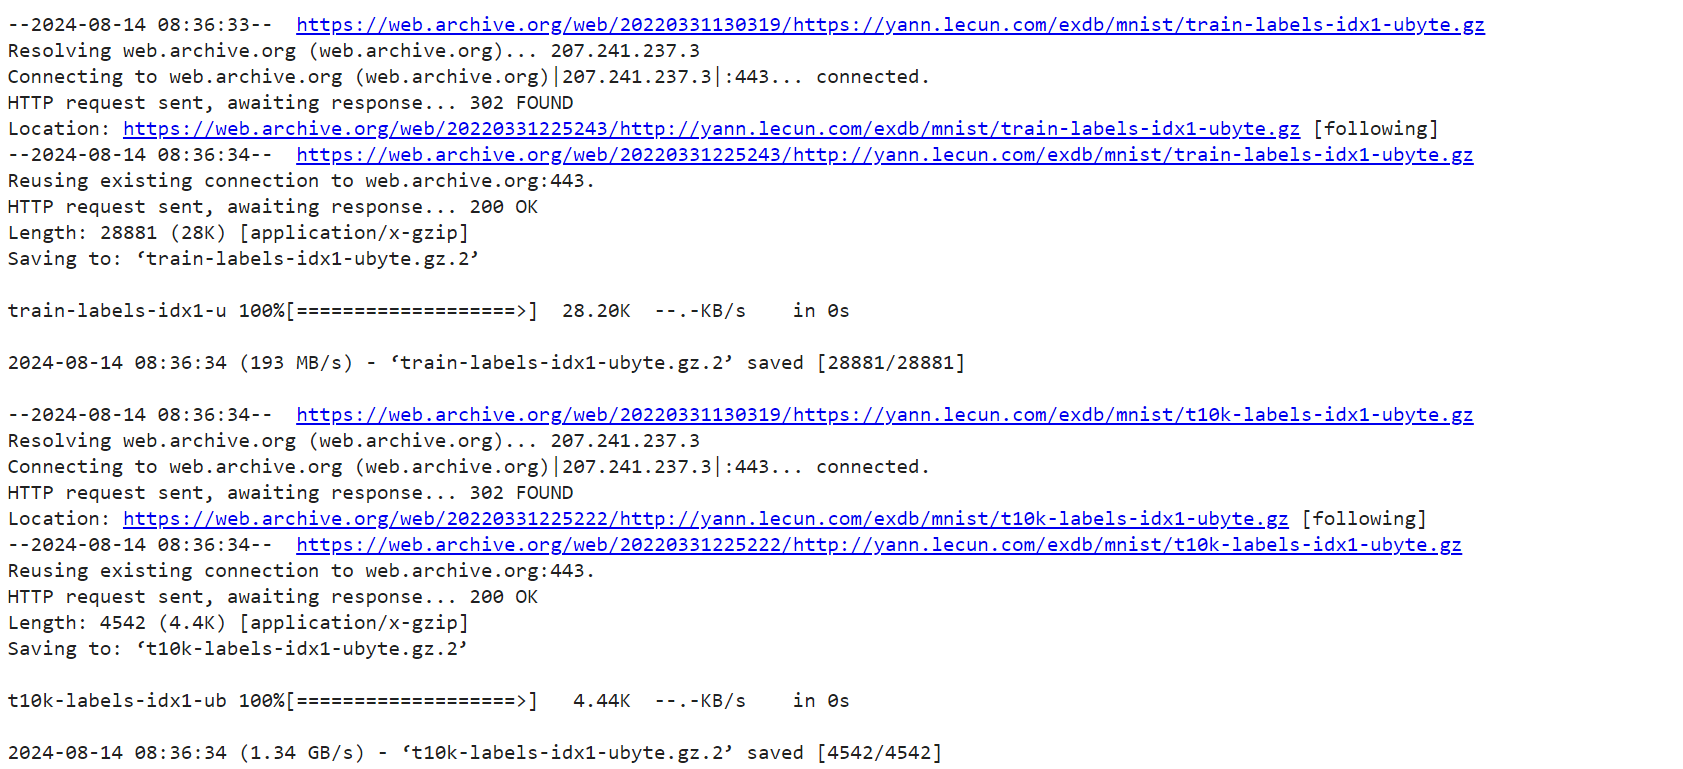 --2024-08-14 08:36:33--  https://web.archive.org/web/20220331130319/https://yann.lecun.com/exdb/mnist/train-labels-idx1-ubyte.gz
Resolving web.archive.org (web.archive.org)... 207.241.237.3
Connecting to web.archive.org (web.archive.org)|207.241.237.3|:443... connected.
HTTP request sent, awaiting response... 302 FOUND
Location: https://web.archive.org/web/20220331225243/http://yann.lecun.com/exdb/mnist/train-labels-idx1-ubyte.gz [following]
--2024-08-14 08:36:34--  https://web.archive.org/web/20220331225243/http://yann.lecun.com/exdb/mnist/train-labels-idx1-ubyte.gz
Reusing existing connection to web.archive.org:443.
HTTP request sent, awaiting response... 200 OK
Length: 28881 (28K) [application/x-gzip]
Saving to: ‘train-labels-idx1-ubyte.gz.2’

train-labels-idx1-u 100%[===================>]  28.20K  --.-KB/s    in 0s

2024-08-14 08:36:34 (193 MB/s) - ‘train-labels-idx1-ubyte.gz.2’ saved [28881/28881]

--2024-08-14 08:36:34--  https://web.archive.org/web/20220331130319/https://yann.lecun.com/exdb/mnist/t10k-labels-idx1-ubyte.gz
Resolving web.archive.org (web.archive.org)... 207.241.237.3
Connecting to web.archive.org (web.archive.org)|207.241.237.3|:443... connected.
HTTP request sent, awaiting response... 302 FOUND
Location: https://web.archive.org/web/20220331225222/http://yann.lecun.com/exdb/mnist/t10k-labels-idx1-ubyte.gz [following]
--2024-08-14 08:36:34--  https://web.archive.org/web/20220331225222/http://yann.lecun.com/exdb/mnist/t10k-labels-idx1-ubyte.gz
Reusing existing connection to web.archive.org:443.
HTTP request sent, awaiting response... 200 OK
Length: 4542 (4.4K) [application/x-gzip]
Saving to: ‘t10k-labels-idx1-ubyte.gz.2’

t10k-labels-idx1-ub 100%[===================>]   4.44K  --.-KB/s    in 0s

2024-08-14 08:36:34 (1.34 GB/s) - ‘t10k-labels-idx1-ubyte.gz.2’ saved [4542/4542]